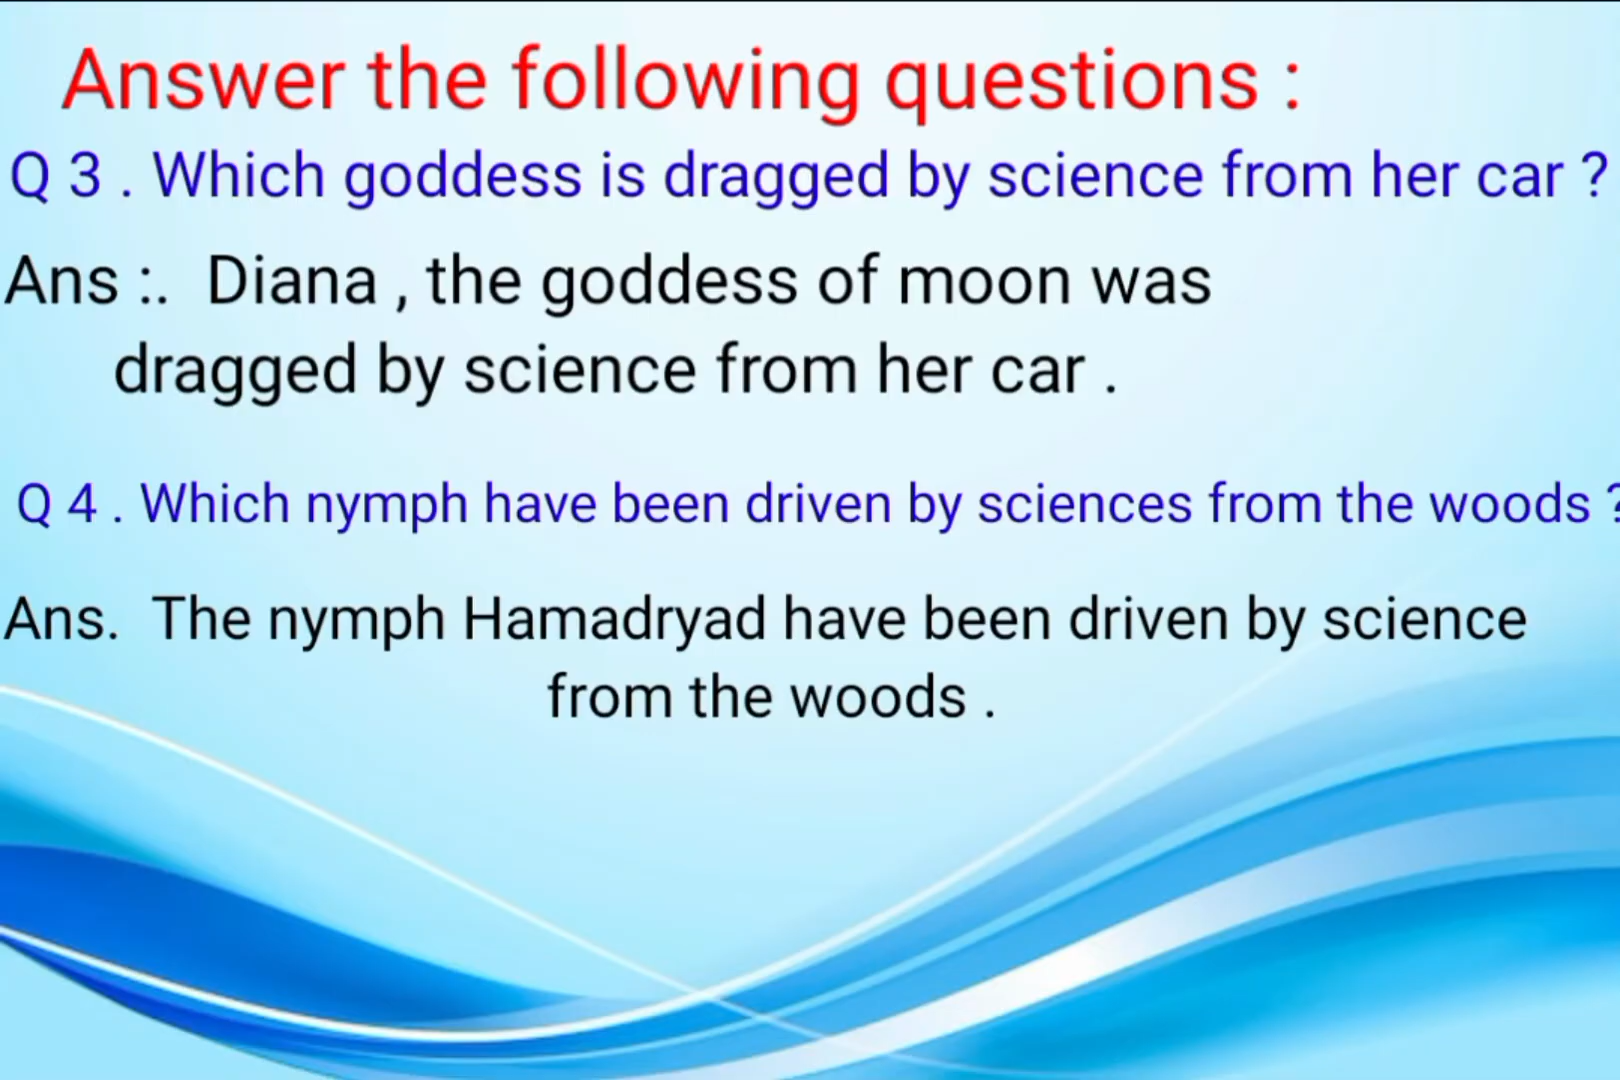 Answer the following questions :
Q 3 . Which goddess is dragged by science from her car ?
Ans :. Diana , the goddess of moon was
dragged by science from her car .
Q 4 . Which nymph have been driven by sciences from the woods ?
Ans. The nymph Hamadryad have been driven by science
from the woods .